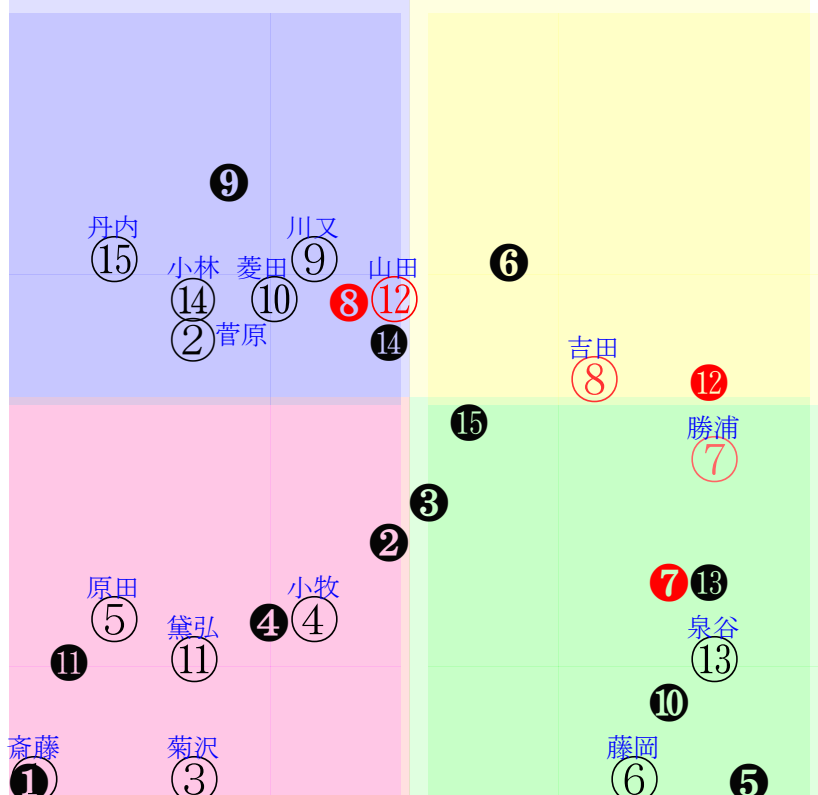 ❾
丹内
川又
⑮
⑨
❻
小林
菱田
山田
⑭
⑩
❽
⑫
②
菅原
⓮
吉田
⑧
⓬
⓯
勝浦
⑦
❸
❷
❼
⓭
原田
小牧
⑤
❹
④
黛弘
泉谷
⓫
⑪
⑬
❿
斎藤
菊沢
藤岡
❶
③
⑥
❺